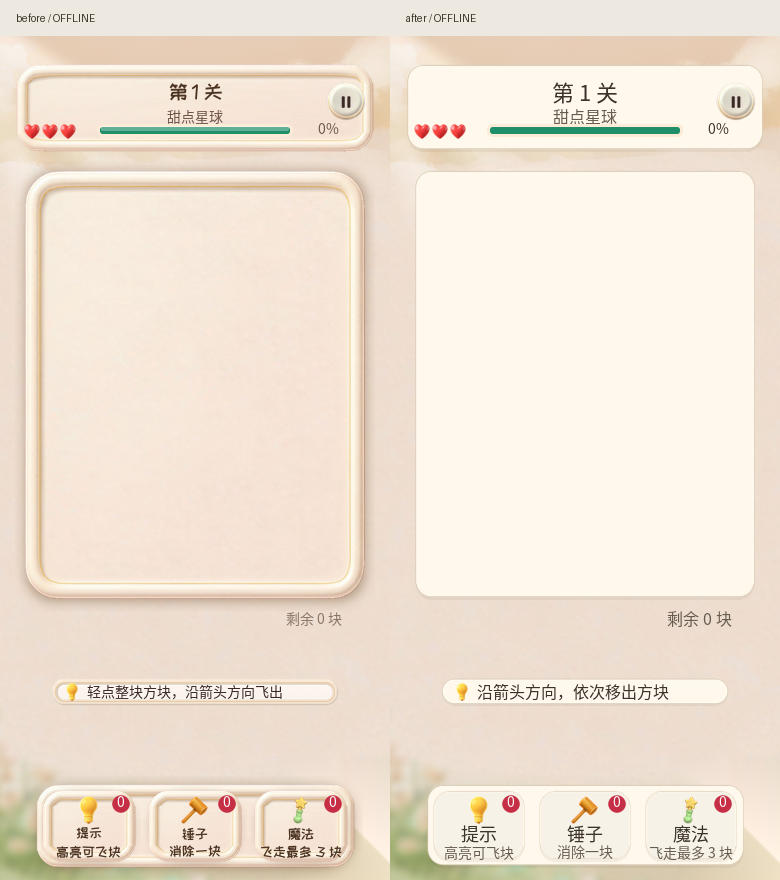 before / OFFLINE
第1关
甜点星球
0%
剩余 0 块
轻点整块方块，沿箭头方向飞出
0
0
0
提示
锤子
魔法
高亮可飞块
消除一块
飞走最多 3 块
after / OFFLINE
第 1 关
甜点星球
0%
剩余 0 块
沿箭头方向，依次移出方块
0
0
0
提示
锤子
魔法
高亮可飞块
消除一块
飞走最多 3 块